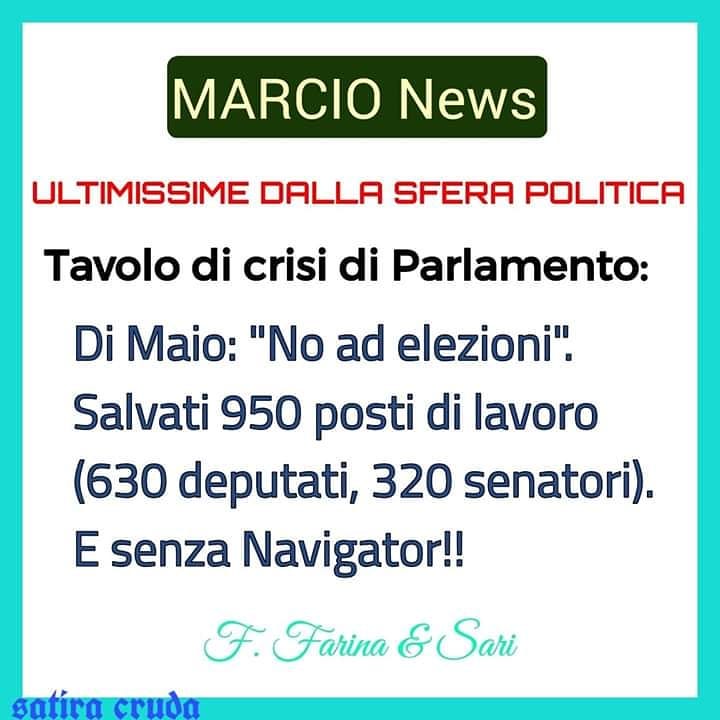 MARCIO News
ULTIMISSIME DALLA SFERA POLITICA
Tavolo di crisi di Parlamento:
Di Maio: "No ad elezioni".
Salvati 950 posti di lavoro
(630 deputati, 320 senatori).
E senza Navigator!!
F. Farina & Sari
satira cruda